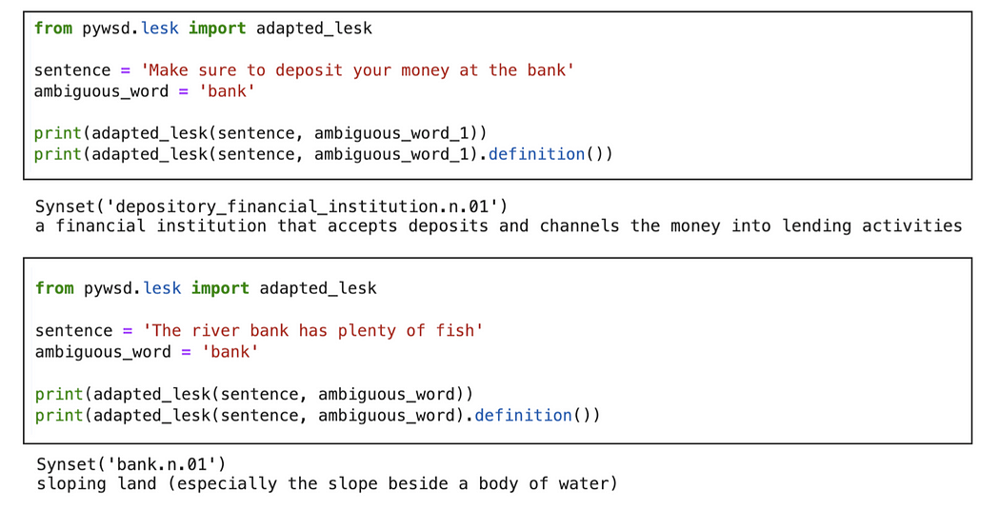 from pywsd.lesk import adapted_lesk
sentence = 'Make sure to deposit your money at the bank'
ambiguous_word = 'bank'
print(adapted_lesk(sentence, ambiguous_word_1))
print(adapted_lesk(sentence, ambiguous_word_1).definition())
Synset('depository_financial_institution.n.01')
a financial institution that accepts deposits and channels the money into lending activities
from pywsd.lesk import adapted_lesk
sentence = 'The river bank has plenty of fish'
ambiguous_word = 'bank'
print(adapted_lesk(sentence, ambiguous_word))
print(adapted_lesk(sentence, ambiguous_word).definition())
Synset('bank.n.01')
sloping land (especially the slope beside a body of water)